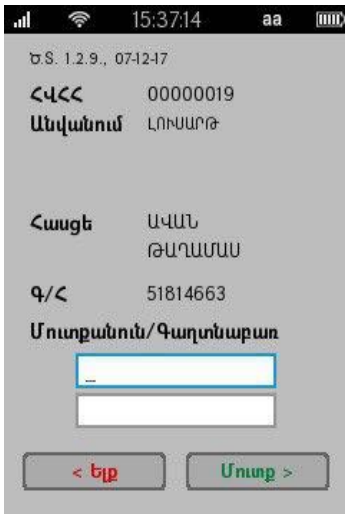 15:37:14 aa
Ծ.Տ. 1.2.9., 07-12-17
ՀՎՀՀ 00000019
Անվանում ԼՈՒՍԱՐԹ
Հասցե ԱՎԱՆ
ԹԱՂԱՄԱՍ
Գ/Հ 51814663
Մուտքանուն/Գաղտնաբառ
_
< Ելք Մուտք >